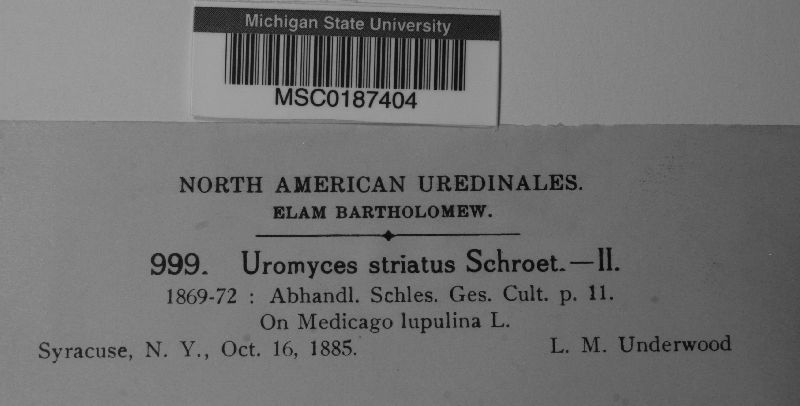 Michigan State University
MSC0187404
NORTH AMERICAN UREDINALES.
ELAM BARTHOLOMEW.
999. Uromyces striatus Schroet.—II.
1869-72 : Abhandl. Schles. Ges. Cult. p. 11.
On Medicago lupulina L.
Syracuse, N. Y., Oct. 16, 1885. L. M. Underwood